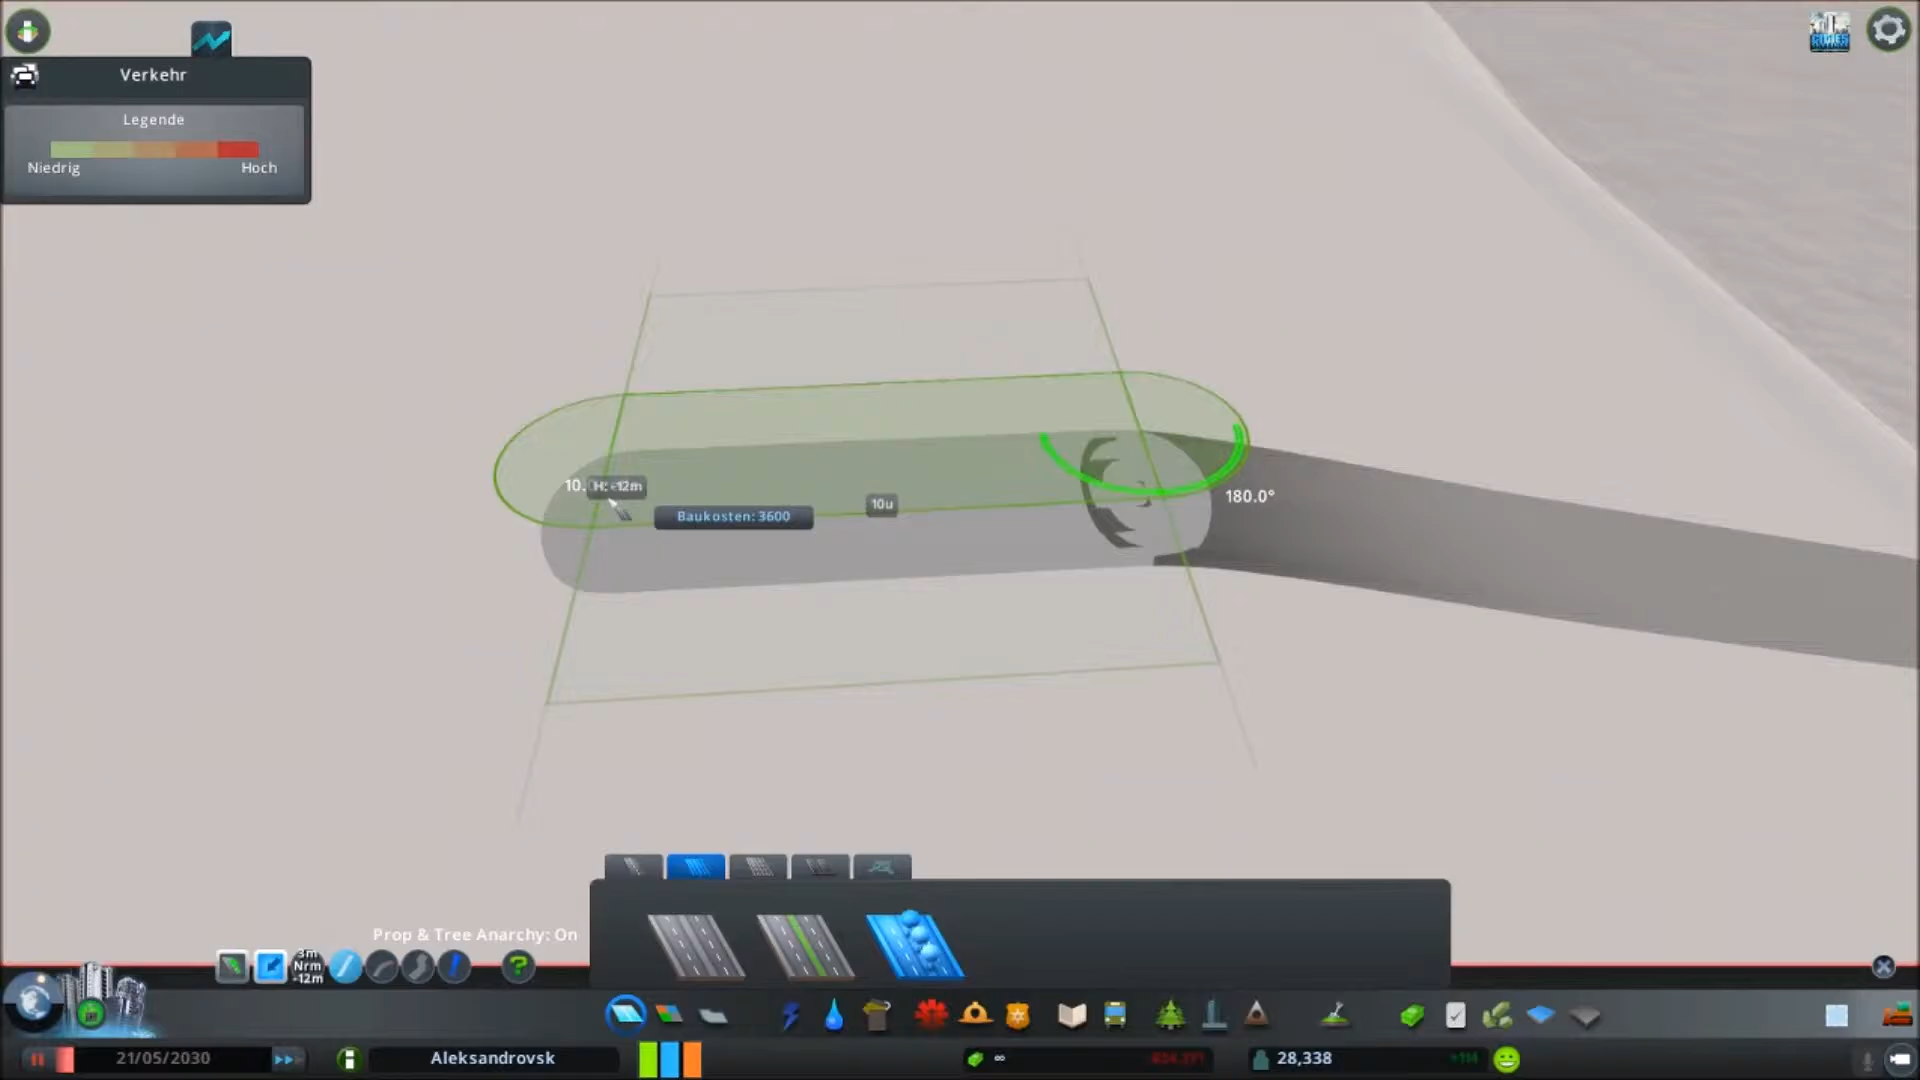 Verkehr
Legende
Niedrig Hoch
H: -12m
Baukosten: 3600
10u
180.0°
Prop & Tree Anarchy: On
3m
Nrm
-12m
21/05/2030
Aleksandrovsk
∞
28,338